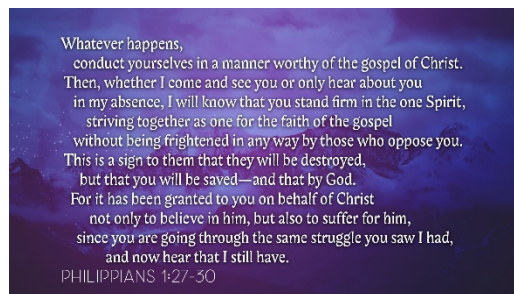 Whatever happens,
conduct yourselves in a manner worthy of the gospel of Christ.
Then, whether I come and see you or only hear about you
in my absence, I will know that you stand firm in the one Spirit,
striving together as one for the faith of the gospel
without being frightened in any way by those who oppose you.
This is a sign to them that they will be destroyed,
but that you will be saved—and that by God.
For it has been granted to you on behalf of Christ
not only to believe in him, but also to suffer for him,
since you are going through the same struggle you saw I had,
and now hear that I still have.
PHILIPPIANS 1:27-30